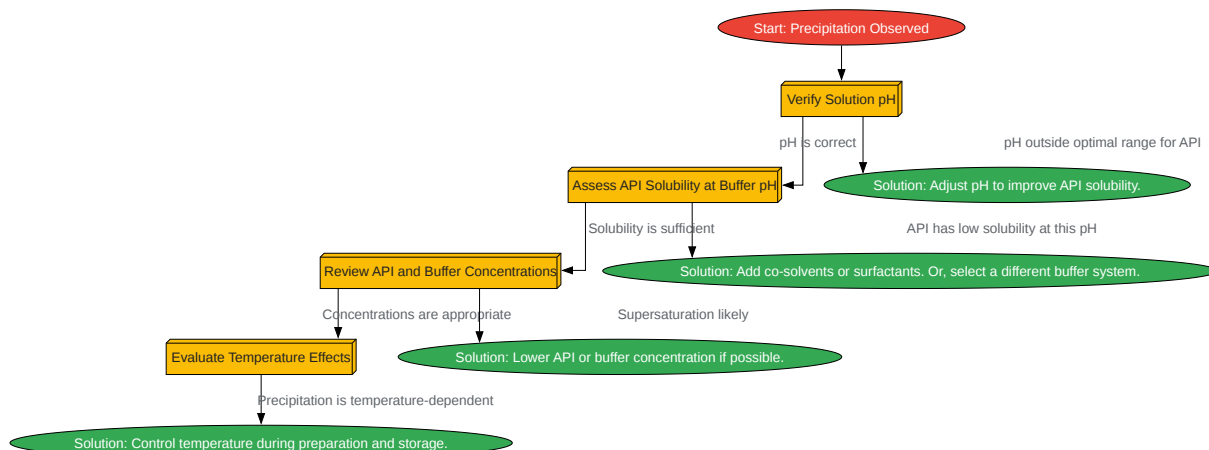 Start: Precipitation Observed
Verify Solution pH
pH is correct
pH outside optimal range for API
Assess API Solubility at Buffer pH
Solution: Adjust pH to improve API solubility.
Solubility is sufficient
API has low solubility at this pH
Review API and Buffer Concentrations
Solution: Add co-solvents or surfactants. Or, select a different buffer system.
Concentrations are appropriate
Supersaturation likely
Evaluate Temperature Effects
Solution: Lower API or buffer concentration if possible.
Precipitation is temperature-dependent
Solution: Control temperature during preparation and storage.